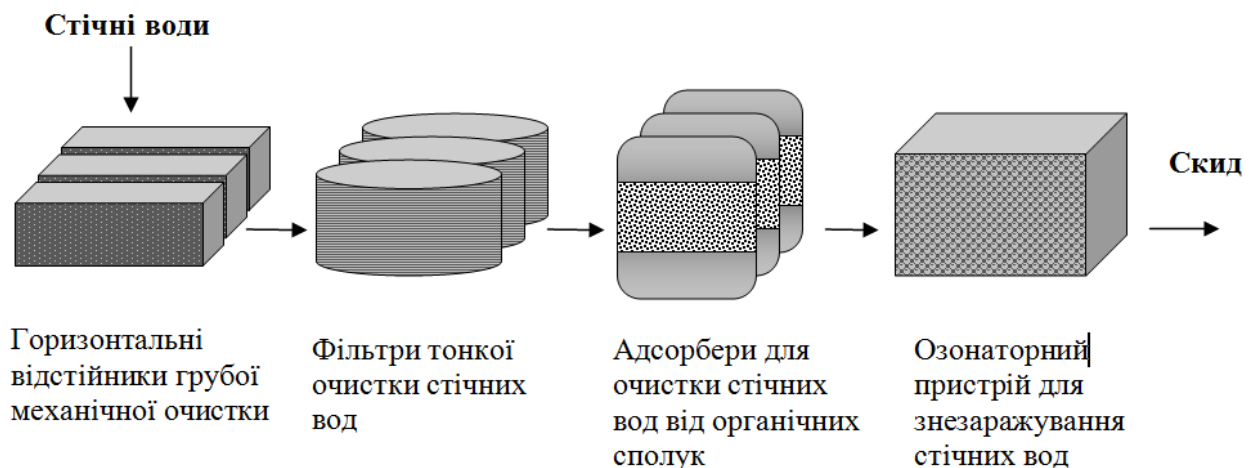 Стічні води
Скид
Горизонтальні
відстійники грубої
механічної очистки
Фільтри тонкої
очистки стічних
вод
Адсорбери для
очистки стічних
вод від органічних
сполук
Озонаторний
пристрій для
знезаражування
стічних вод